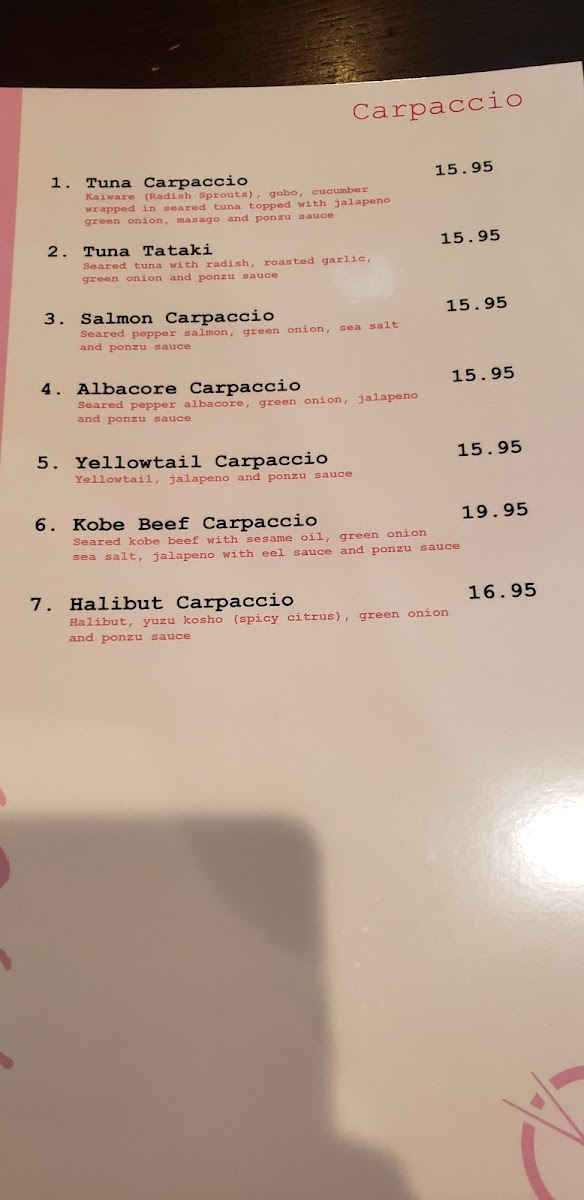 Carpaccio
1. Tuna Carpaccio 15.95
Kaiware (Radish Sprouts), gobo, cucumber
wrapped in seared tuna topped with jalapeno
green onion, masago and ponzu sauce
2. Tuna Tataki 15.95
Seared tuna with radish, roasted garlic,
green onion and ponzu sauce
3. Salmon Carpaccio 15.95
Seared pepper salmon, green onion, sea salt
and ponzu sauce
4. Albacore Carpaccio 15.95
Seared pepper albacore, green onion, jalapeno
and ponzu sauce
5. Yellowtail Carpaccio 15.95
Yellowtail, jalapeno and ponzu sauce
6. Kobe Beef Carpaccio 19.95
Seared kobe beef with sesame oil, green onion
sea salt, jalapeno with eel sauce and ponzu sauce
7. Halibut Carpaccio 16.95
Halibut, yuzu kosho (spicy citrus), green onion
and ponzu sauce